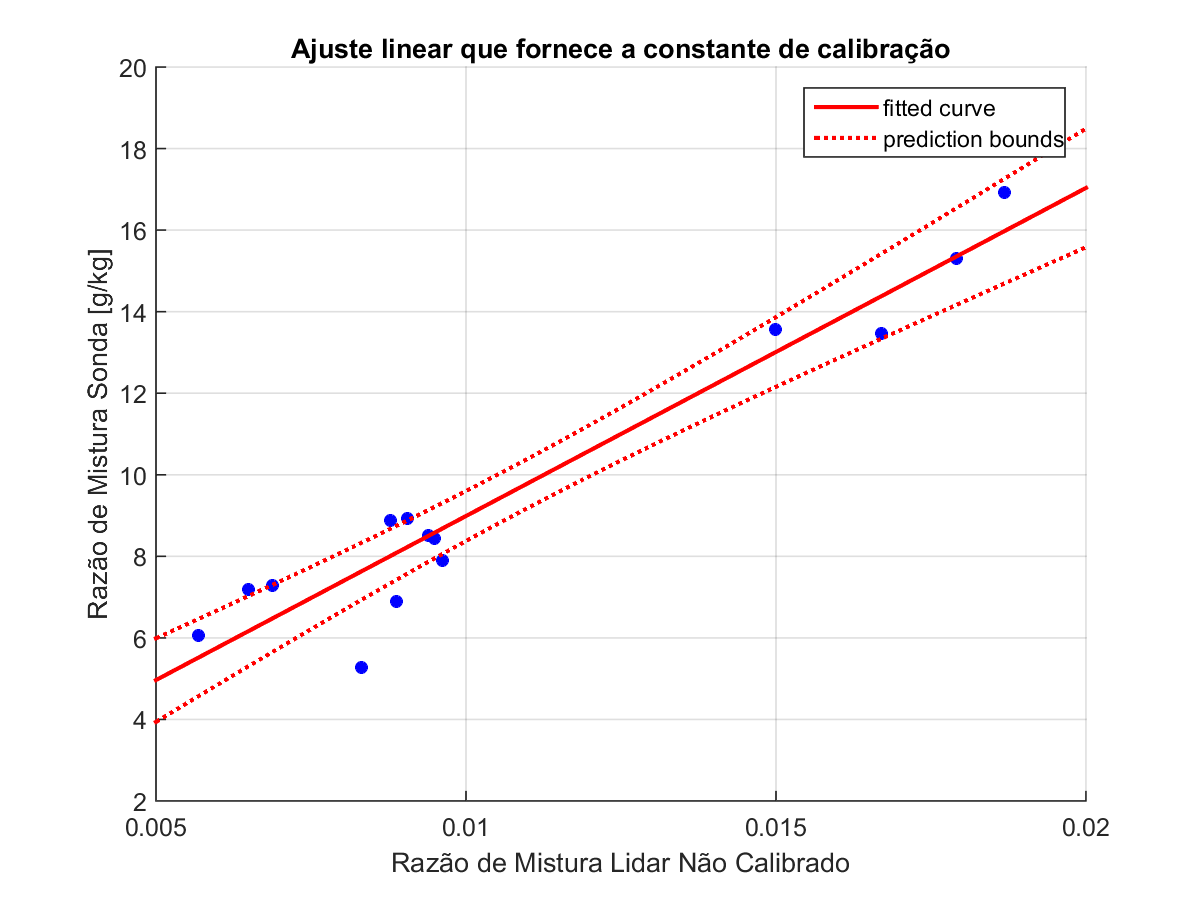 Ajuste linear que fornece a constante de calibração
fitted curve
prediction bounds
20
18
16
14
12
10
8
6
4
2
Razão de Mistura Sonda [g/kg]
0.005
0.01
0.015
0.02
Razão de Mistura Lidar Não Calibrado